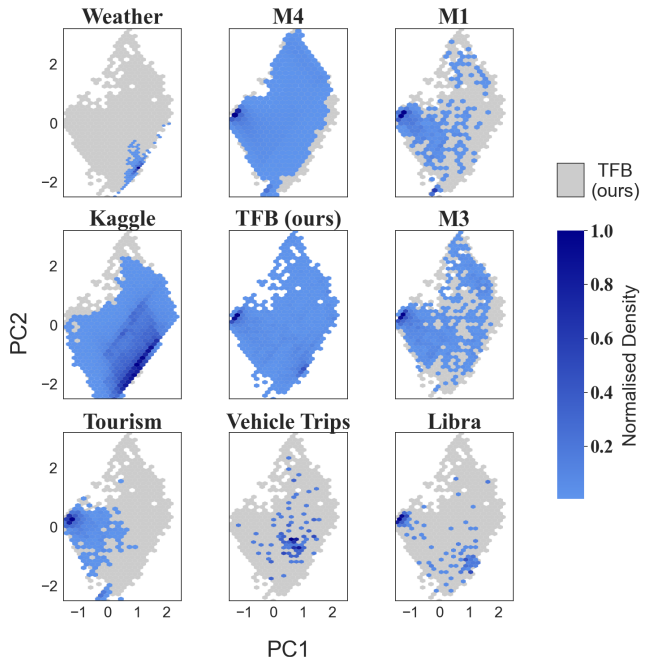 Weather
M4
M1
2
0
−2
TFB
(ours)
Kaggle
TFB (ours)
M3
2
0
−2
PC2
1.0
0.8
0.6
0.4
0.2
Normalised Density
Tourism
Vehicle Trips
Libra
2
0
−2
−1 0 1 2
−1 0 1 2
−1 0 1 2
PC1